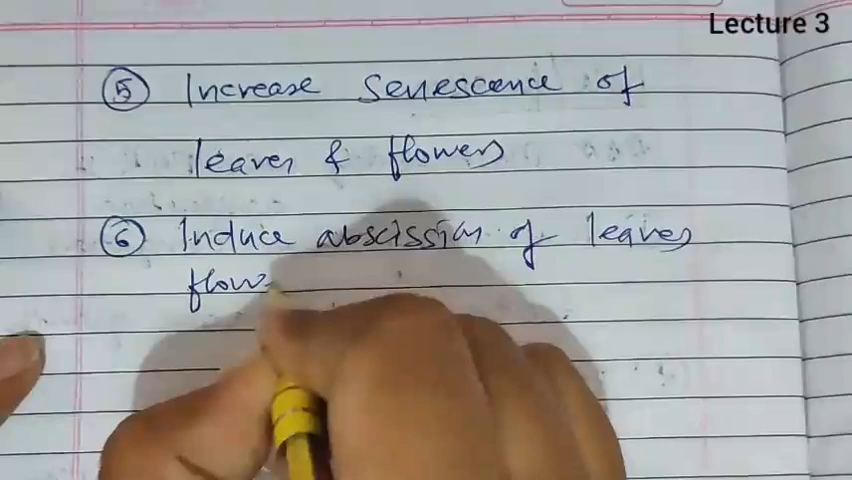 Lecture 3
⑤ Increase Senescence of
leaves & flowers
⑥ Induce abscission of leaves
flow